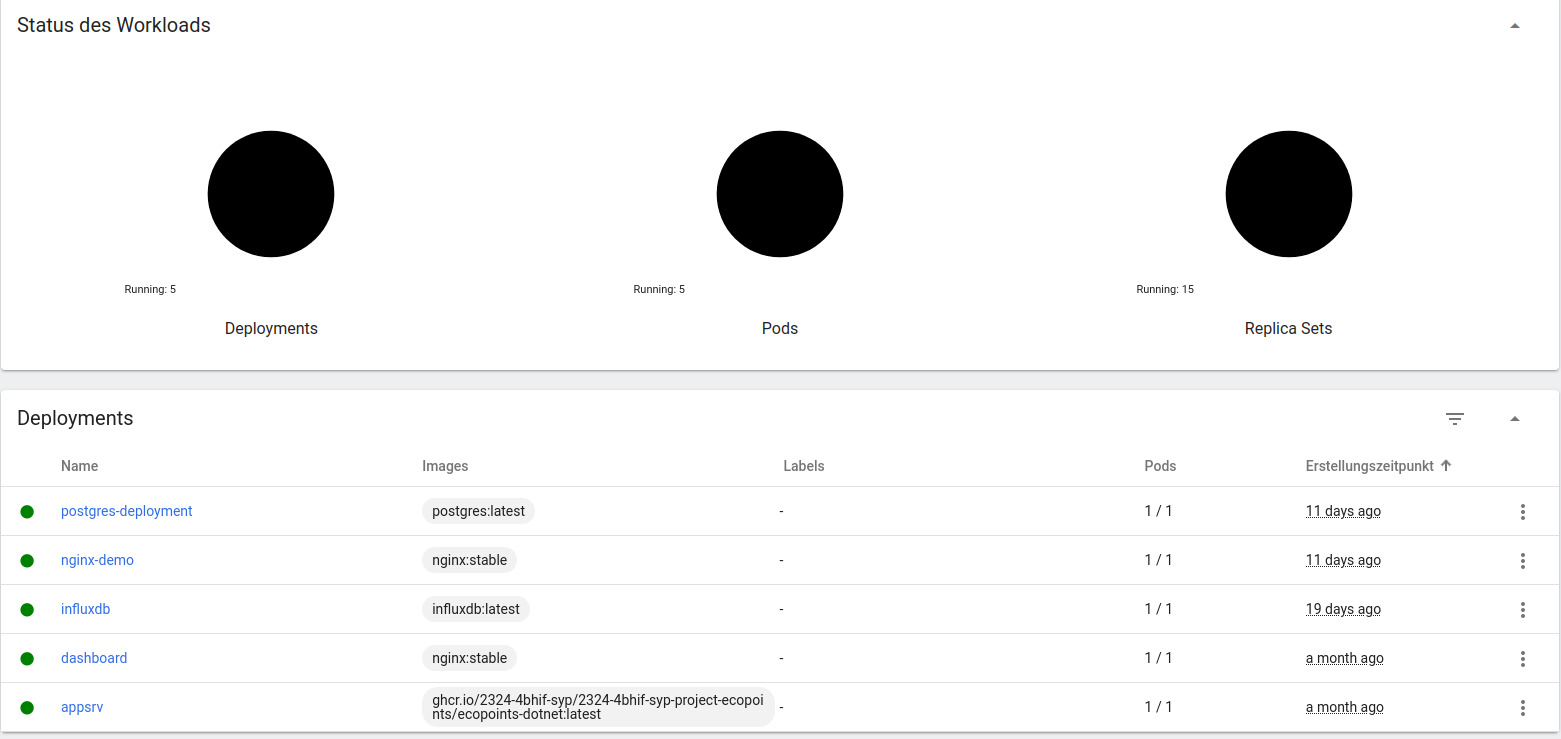 Status des Workloads
Running: 5
Running: 5
Running: 15
Deployments
Pods
Replica Sets
Deployments
Name Images Labels Pods Erstellungszeitpunkt
postgres-deployment postgres:latest - 1 / 1 11 days ago
nginx-demo nginx:stable - 1 / 1 11 days ago
influxdb influxdb:latest - 1 / 1 19 days ago
dashboard nginx:stable - 1 / 1 a month ago
appsrv ghcr.io/2324-4bhif-syp/2324-4bhif-syp-project-ecopoi
nts/ecopoints-dotnet:latest - 1 / 1 a month ago